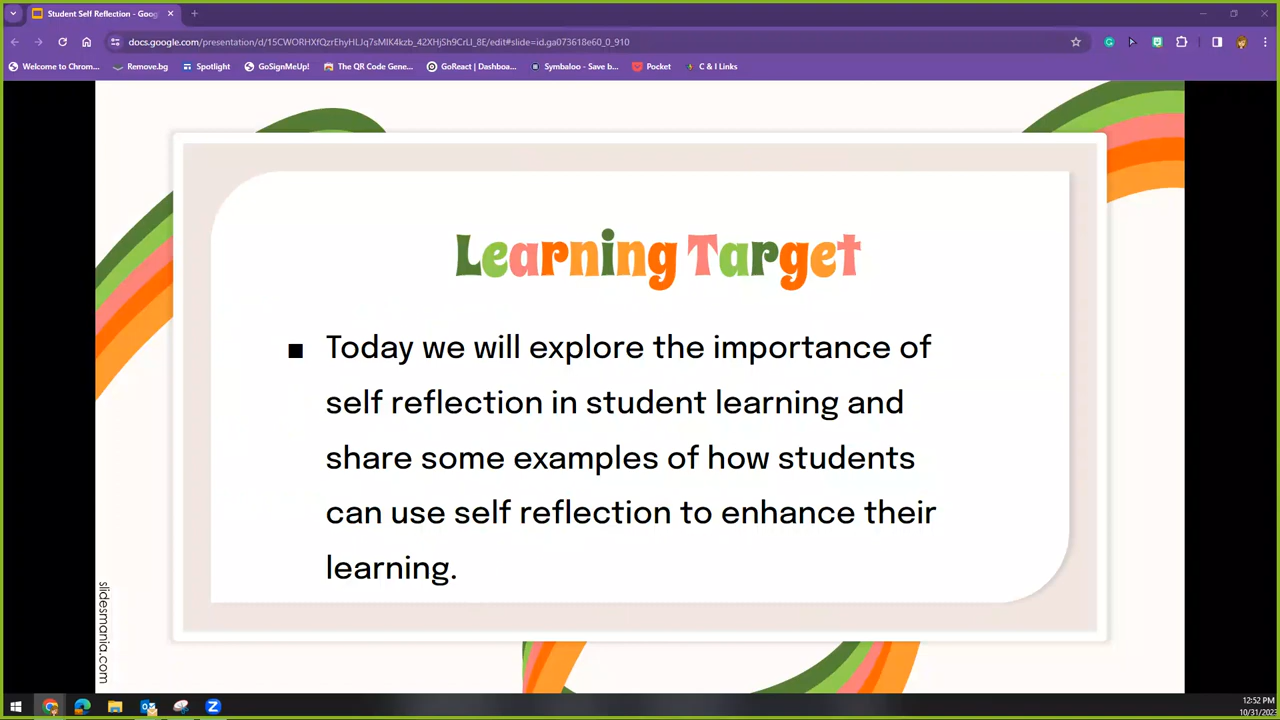 Student Self Reflection - Goog
docs.google.com/presentation/d/15CWORHXfQzrEhyHLJq7sMIK4kzb_42XHjSh9CrLI_8E/edit#slide=id.ga073618e60_0_910
Welcome to Chrom... Remove.bg Spotlight GoSignMeUp! The QR Code Gene... GoReact | Dashboa... Symbaloo - Save b... Pocket C & I Links
Learning Target
■ Today we will explore the importance of
self reflection in student learning and
share some examples of how students
can use self reflection to enhance their
learning.
slidesmania.com
12:52 PM